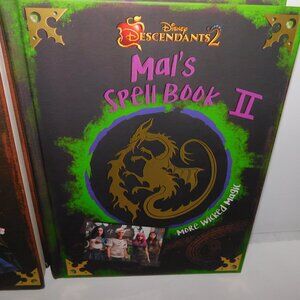 Disney
DESCENDANTS 2
Mal's
Spell Book II
MORE WICKED MAGIC